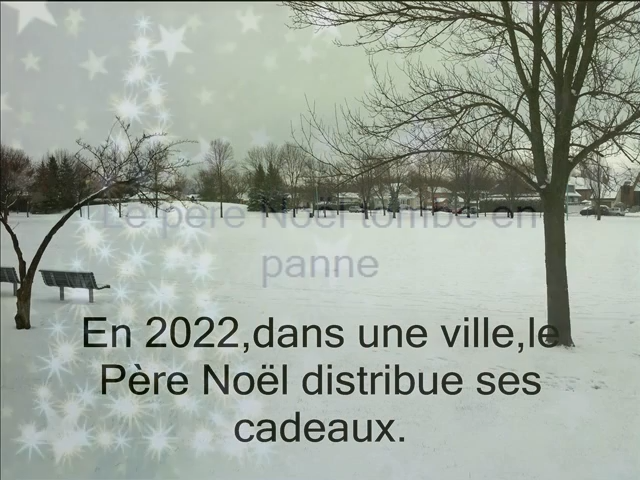 Le père Noël tombe en
panne
En 2022,dans une ville,le
Père Noël distribue ses
cadeaux.